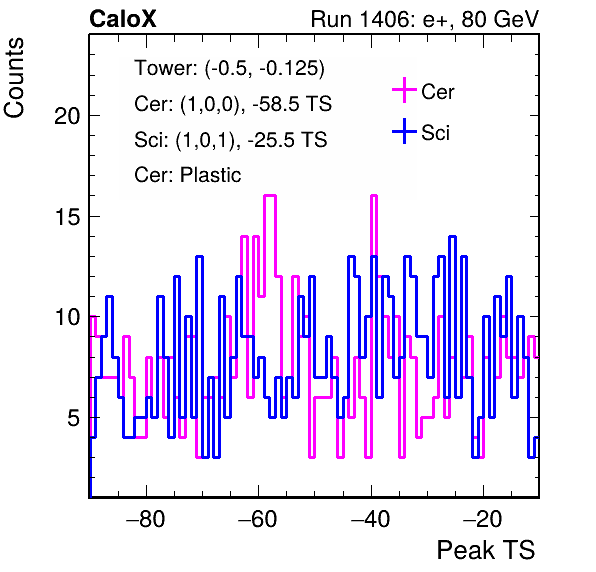 CaloX Run 1406: e+, 80 GeV
Counts
Tower: (-0.5, -0.125)
Cer: (1,0,0), -58.5 TS
Sci: (1,0,1), -25.5 TS
Cer: Plastic
Cer
Sci
20
15
10
5
−80 −60 −40 −20
Peak TS